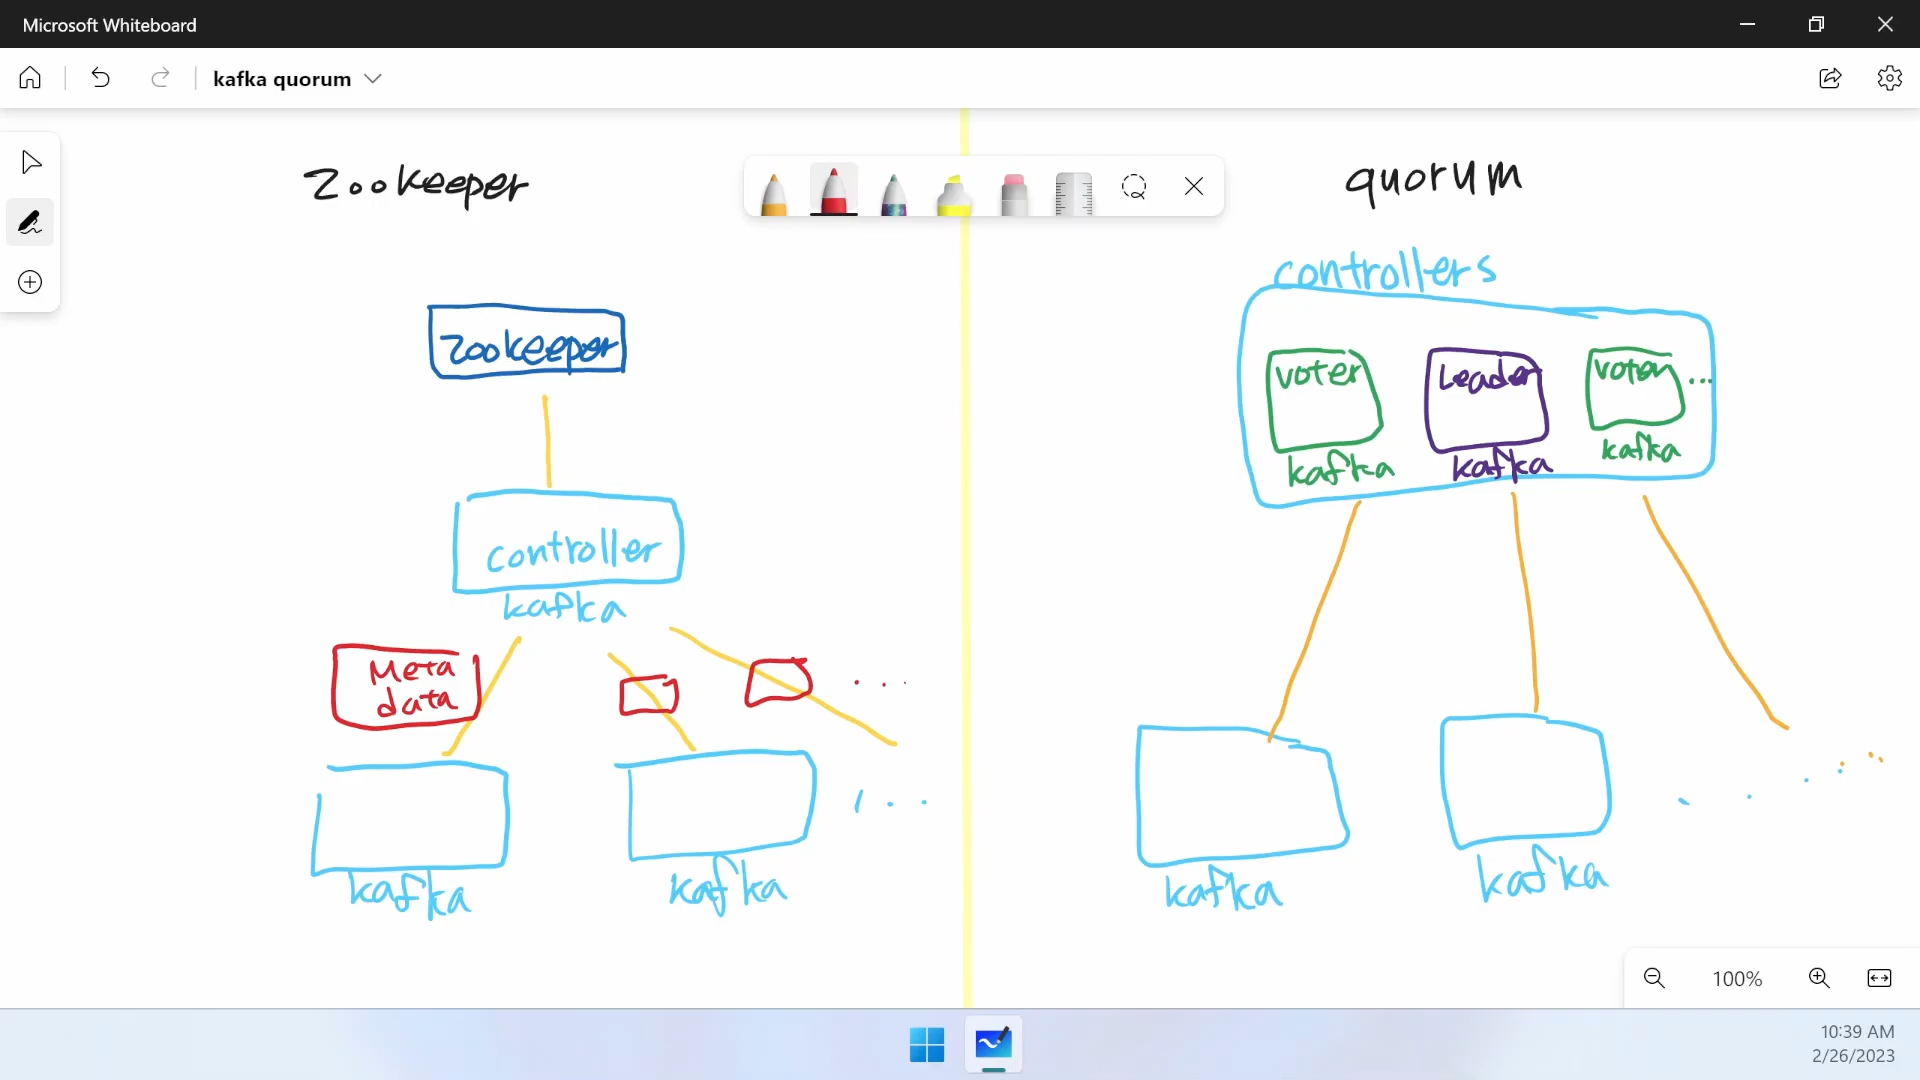 Microsoft Whiteboard
kafka quorum
zookeeper
quorum
controllers
zookeeper
voter
Leader
voter
...
kafka
kafka
kafka
controller
kafka
Meta
data
...
kafka
kafka
kafka
kafka
100%
10:39 AM
2/26/2023